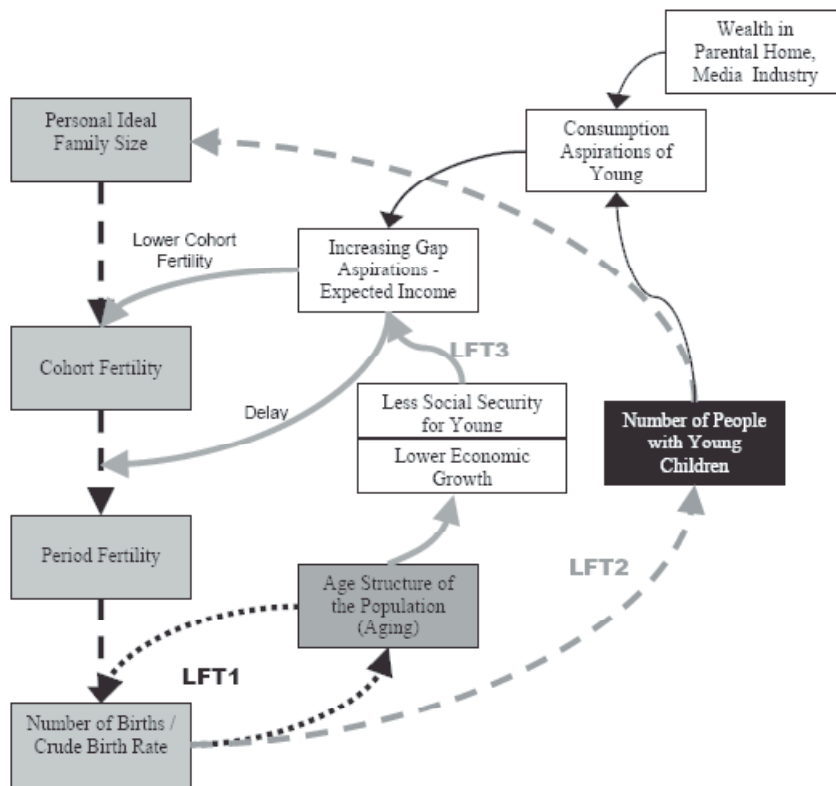 Wealth in
Parental Home,
Media Industry
Personal Ideal
Family Size
Consumption
Aspirations of
Young
Lower Cohort
Fertility
Increasing Gap
Aspirations -
Expected Income
LFT3
Cohort Fertility
Delay
Less Social Security
for Young
Lower Economic
Growth
Number of People
with Young
Children
Period Fertility
LFT2
Age Structure of
the Population
(Aging)
LFT1
Number of Births /
Crude Birth Rate